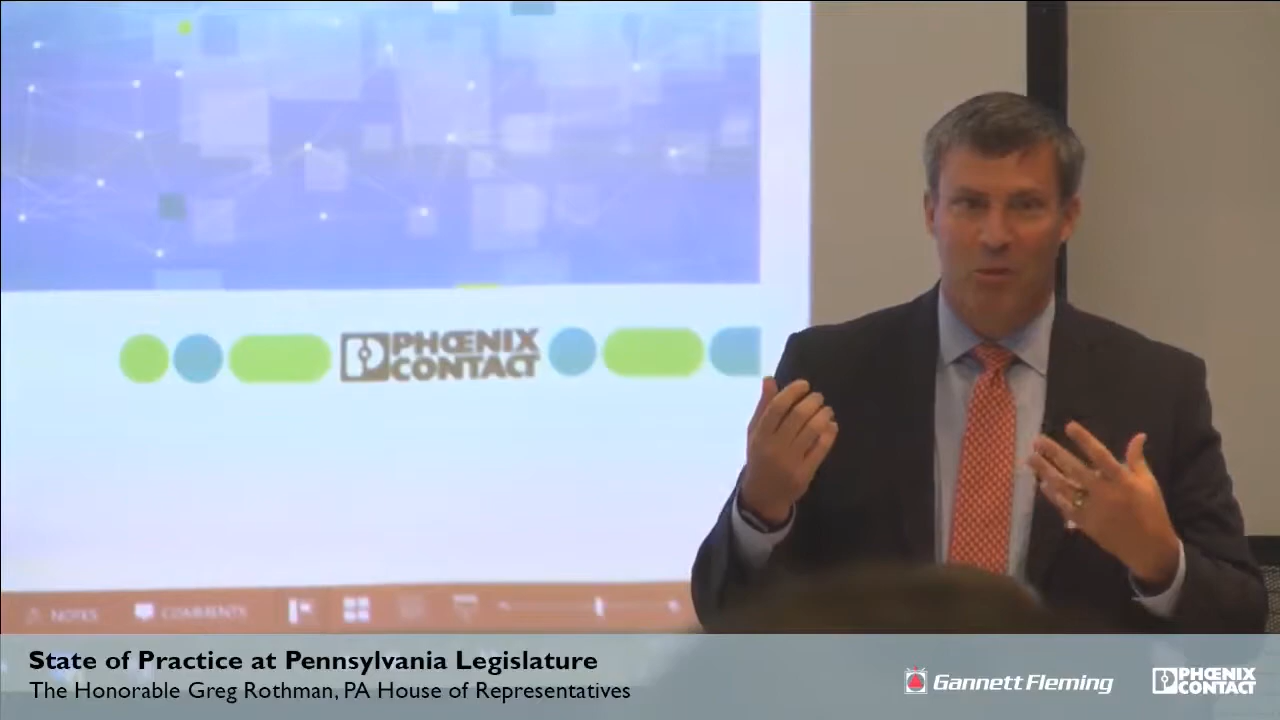 PHŒNIX
CONTACT
NOTES
COMMENTS
State of Practice at Pennsylvania Legislature
The Honorable Greg Rothman, PA House of Representatives
Gannett Fleming
PHŒNIX
CONTACT